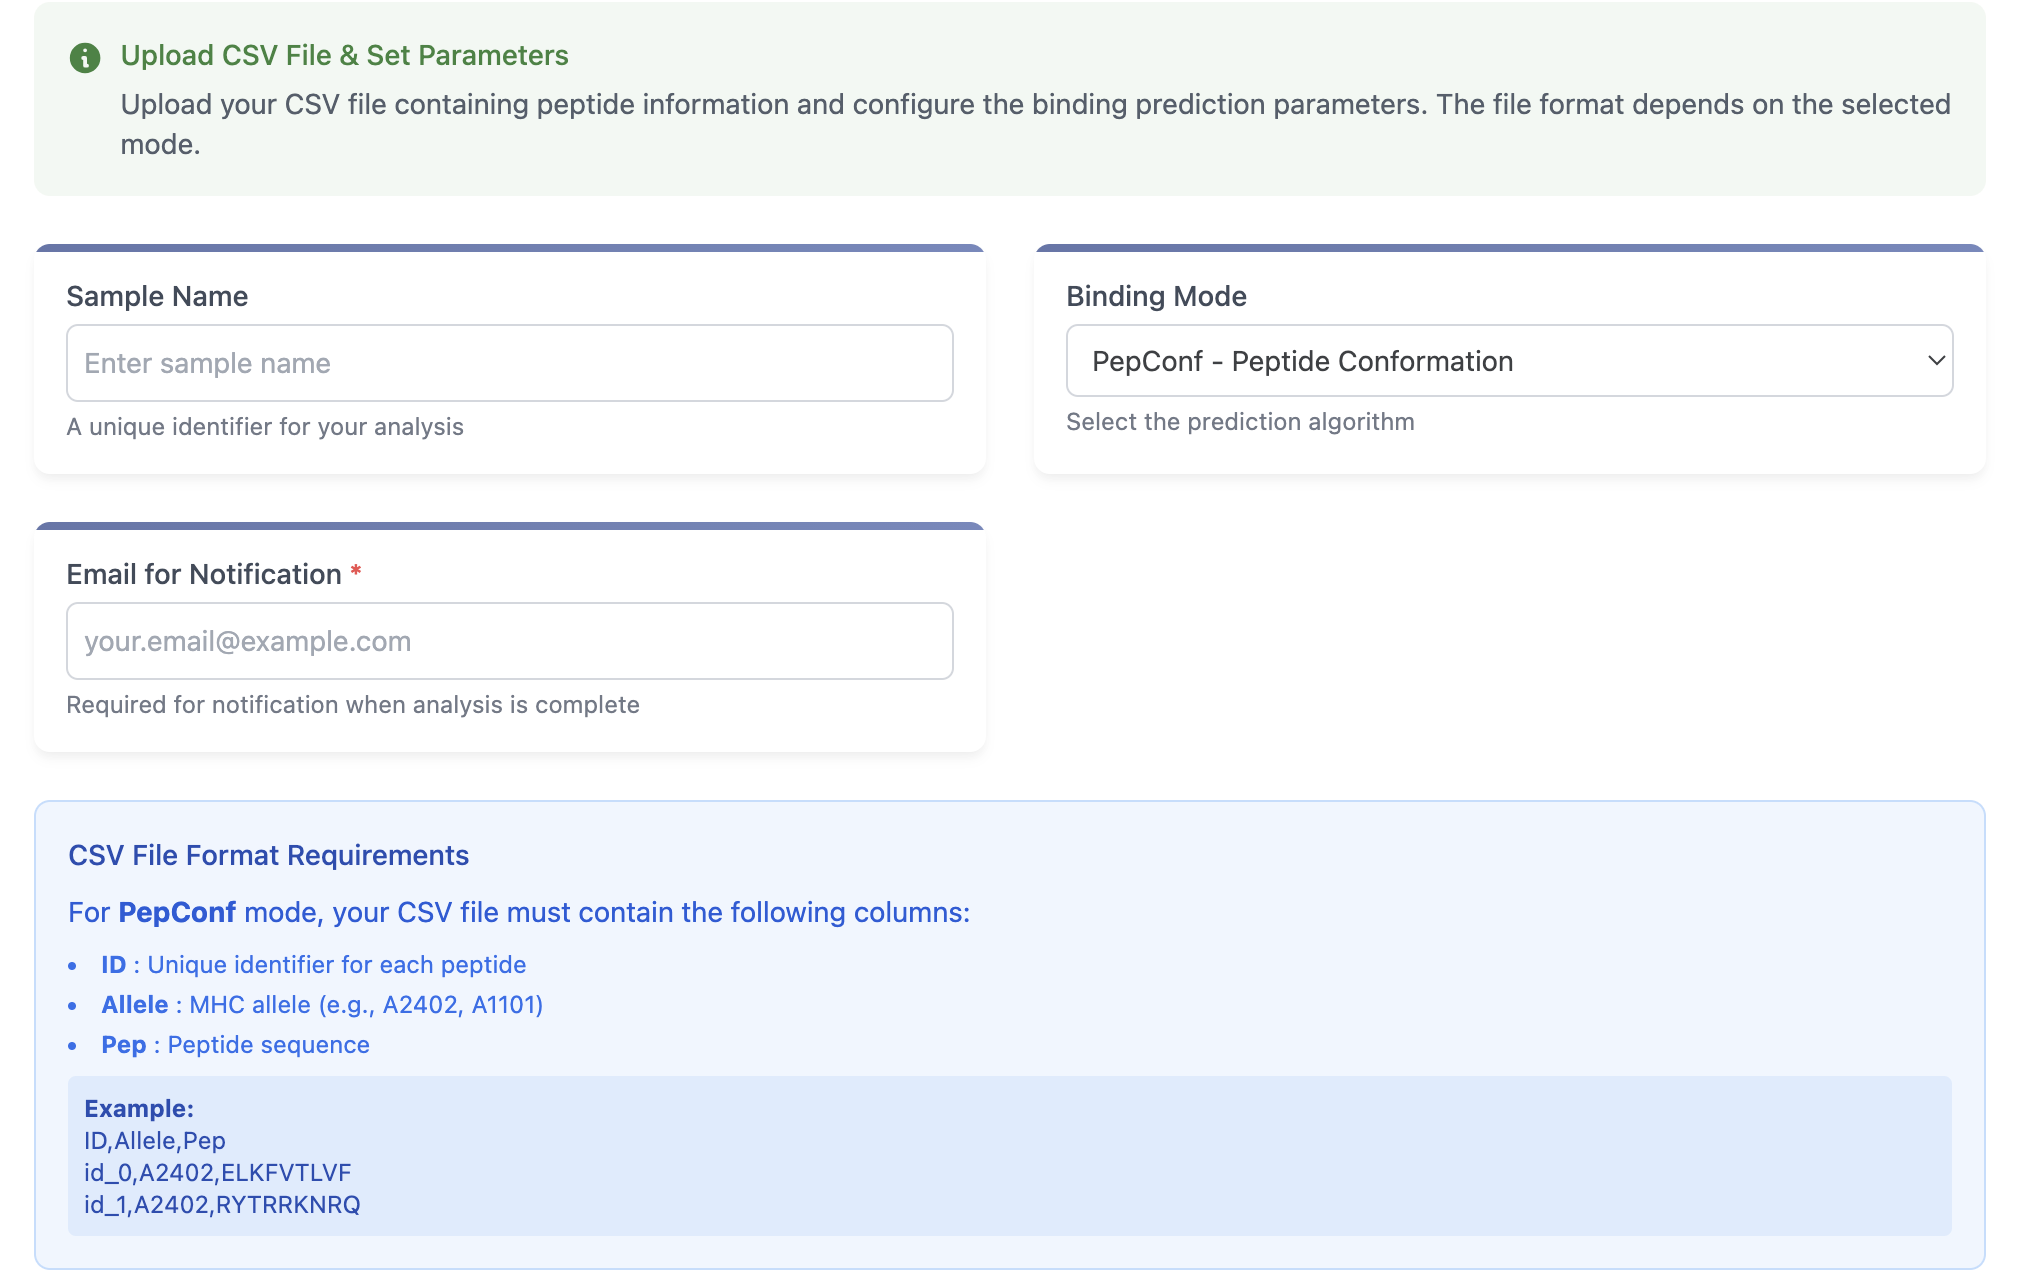 Upload CSV File & Set Parameters
Upload your CSV file containing peptide information and configure the binding prediction parameters. The file format depends on the selected
mode.
Sample Name
Enter sample name
A unique identifier for your analysis
Binding Mode
PepConf - Peptide Conformation
Select the prediction algorithm
Email for Notification *
your.email@example.com
Required for notification when analysis is complete
CSV File Format Requirements
For PepConf mode, your CSV file must contain the following columns:
• ID : Unique identifier for each peptide
• Allele : MHC allele (e.g., A2402, A1101)
• Pep : Peptide sequence
Example:
ID,Allele,Pep
id_0,A2402,ELKFVTLVF
id_1,A2402,RYTRRKNRQ